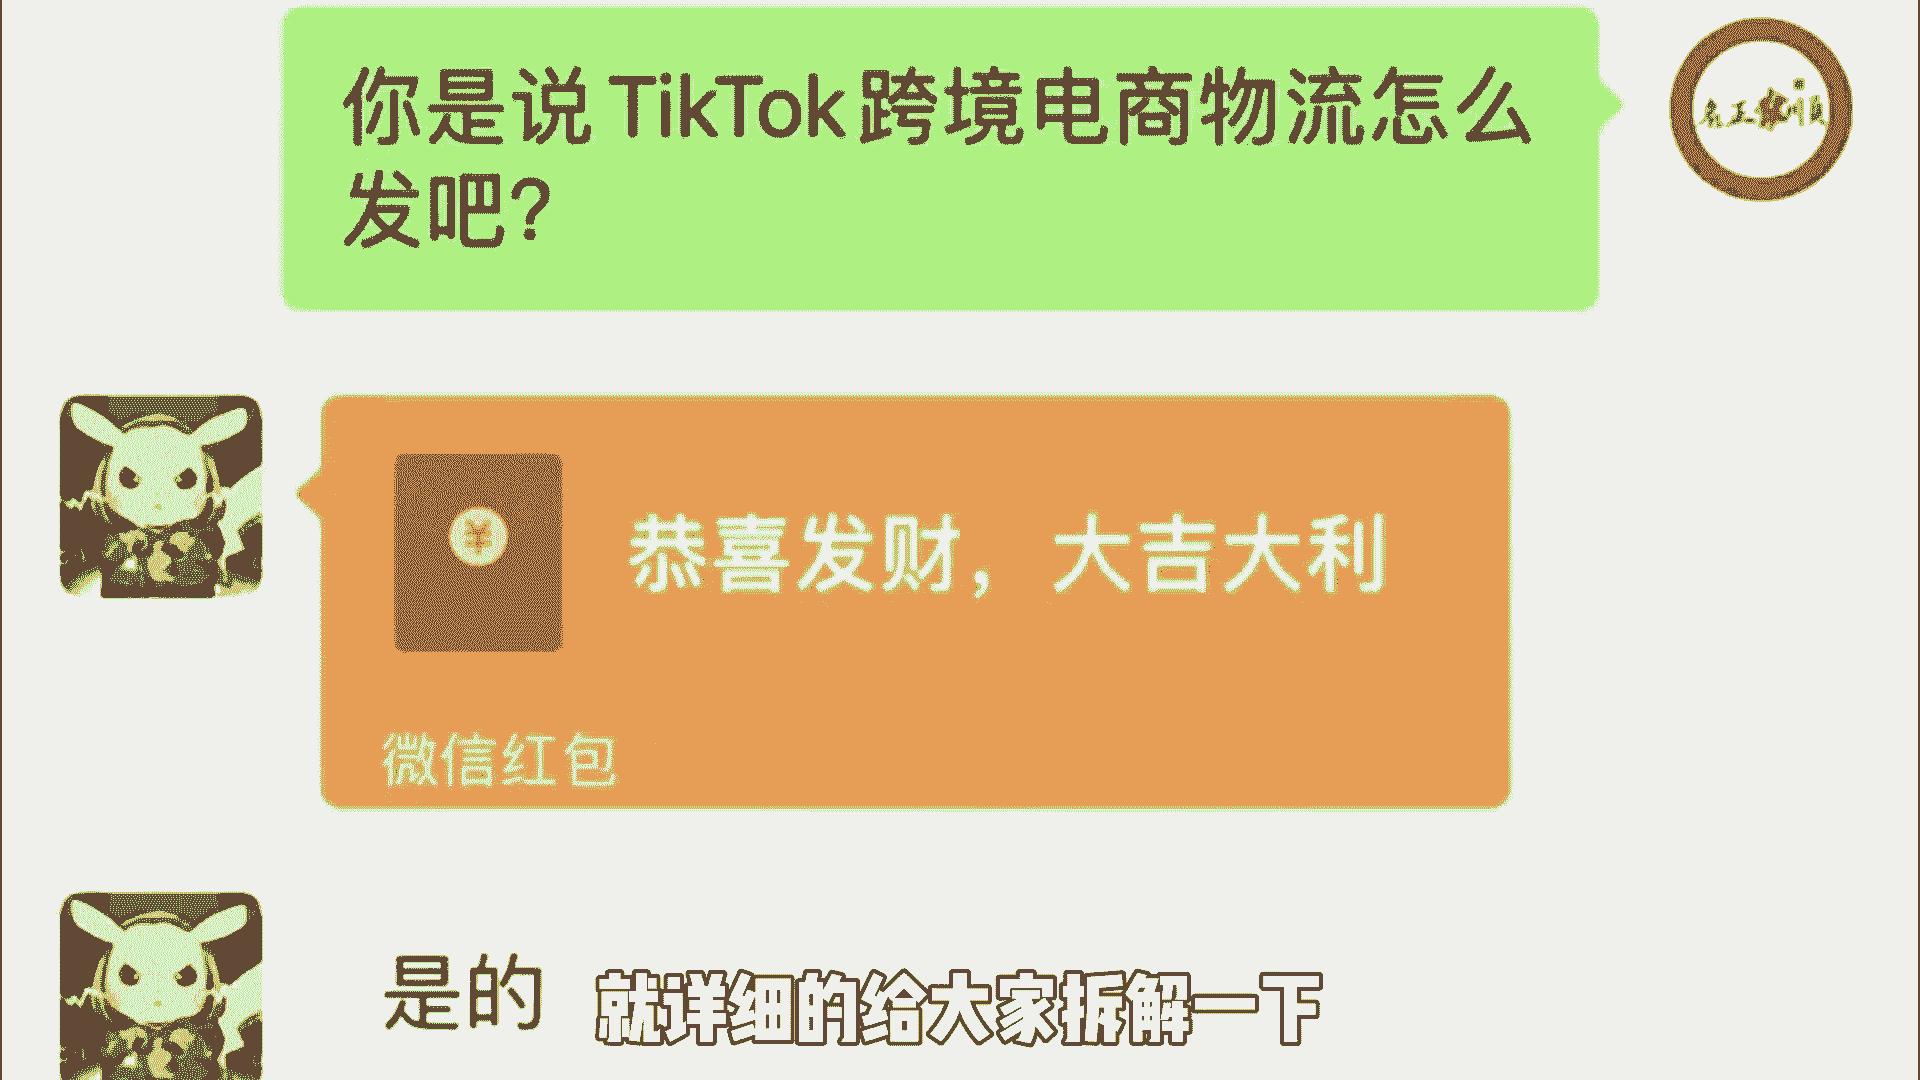 你是说TikTok跨境电商物流怎么
发吧?
恭喜发财，大吉大利
微信红包
是的
就详细的给大家拆解一下